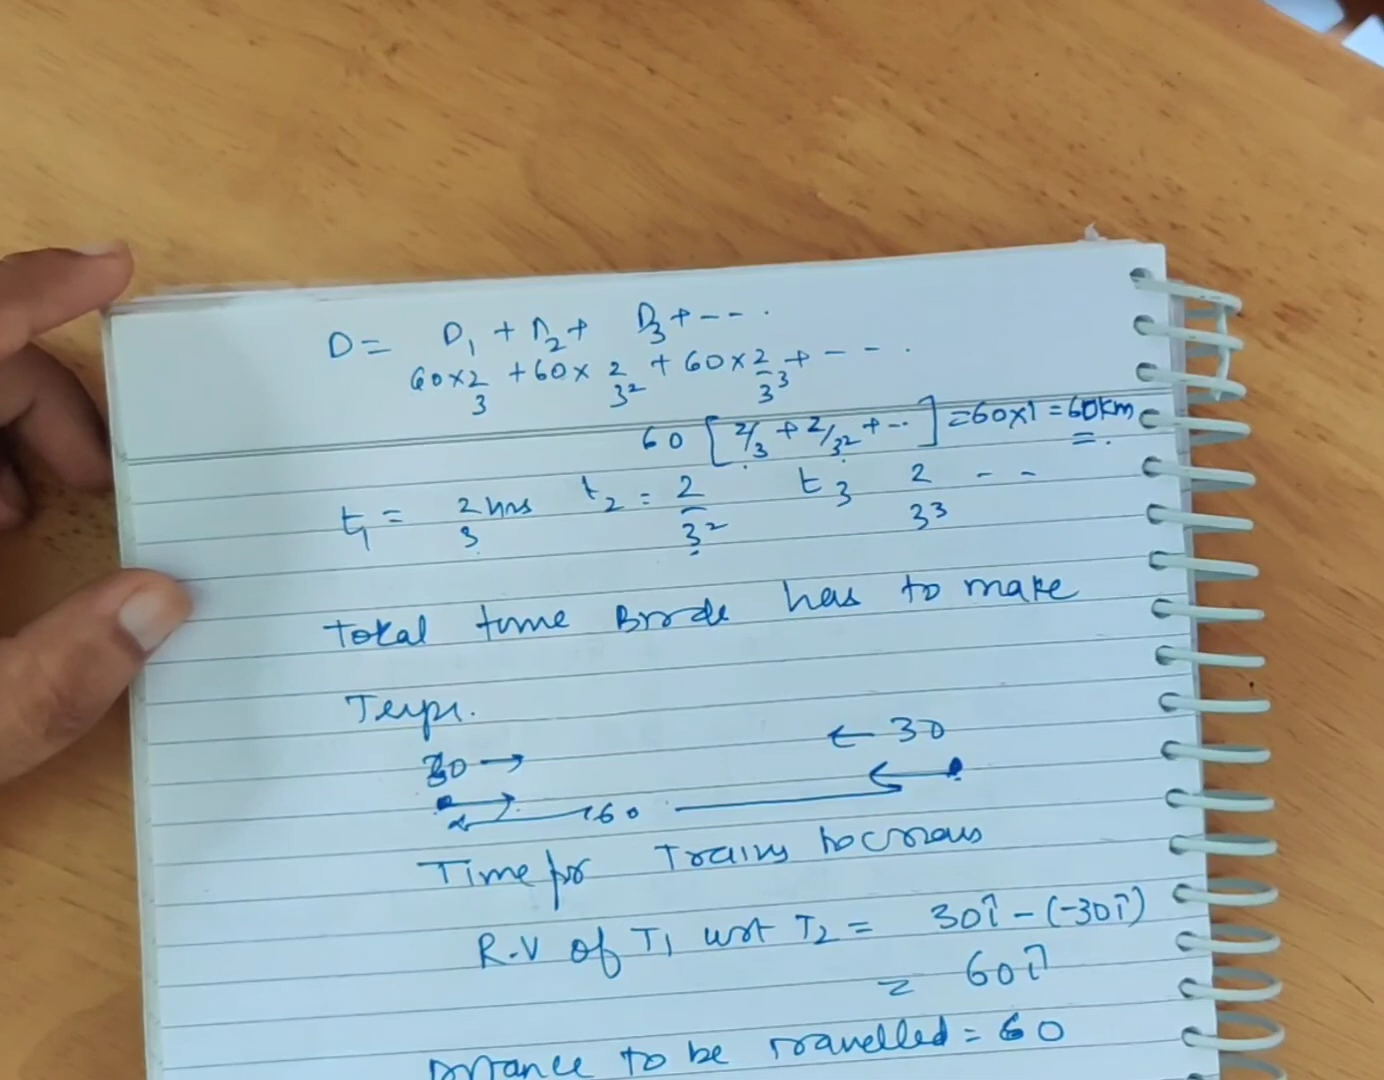 D = D₁ + D₂ + D₃ + -- .
60×2/3 + 60× 2/3² + 60×2/3³ + --- .
60 [ 2/3 + 2/3² + .. ] = 60×1 = 60km
t₁ = 2/3 hrs t₂ = 2/3² t₃ 2/3³ - -
Total time has to make
30 → ← 30
60
Time for Trains to cross
R.V of T₁ wrt T₂ = 30î - (-30î)
= 60î
Distance to be travelled = 60